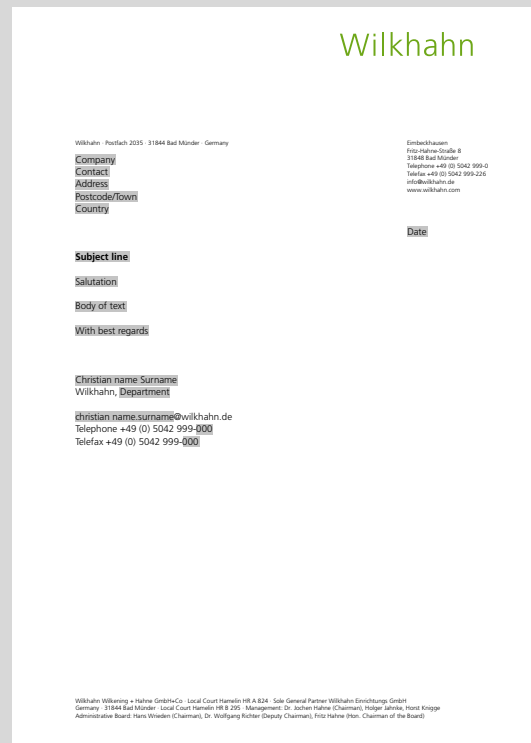 Wilkhahn
Wilkhahn · Postfach 2035 · 31844 Bad Münder · Germany
Company
Contact
Address
Postcode/Town
Country
Eimbeckhausen
Fritz-Hahne-Straße 8
31848 Bad Münder
Telephone +49 (0) 5042 999-0
Telefax +49 (0) 5042 999-226
info@wilkhahn.de
www.wilkhahn.com
Date
Subject line
Salutation
Body of text
With best regards
Christian name Surname
Wilkhahn, Department
christian name.surname@wilkhahn.de
Telephone +49 (0) 5042 999-000
Telefax +49 (0) 5042 999-000
Wilkhahn Wilkening + Hahne GmbH+Co · Local Court Hamelin HR A 824 · Sole General Partner Wilkhahn Einrichtungs GmbH
Germany · 31844 Bad Münder · Local Court Hamelin HR B 295 · Management: Dr. Jochen Hahne (Chairman), Holger Jahnke, Horst Knigge
Administrative Board: Hans Wrieden (Chairman), Dr. Wolfgang Richter (Deputy Chairman), Fritz Hahne (Hon. Chairman of the Board)